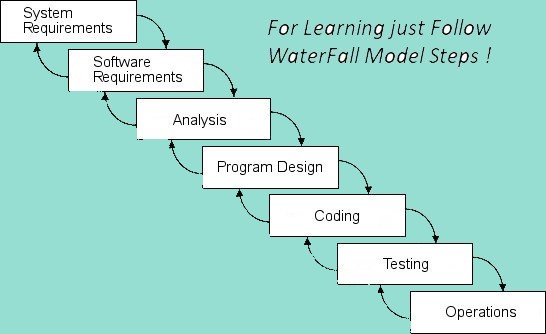 System
Requirements
For Learning just Follow
WaterFall Model Steps !
Software
Requirements
Analysis
Program Design
Coding
Testing
Operations